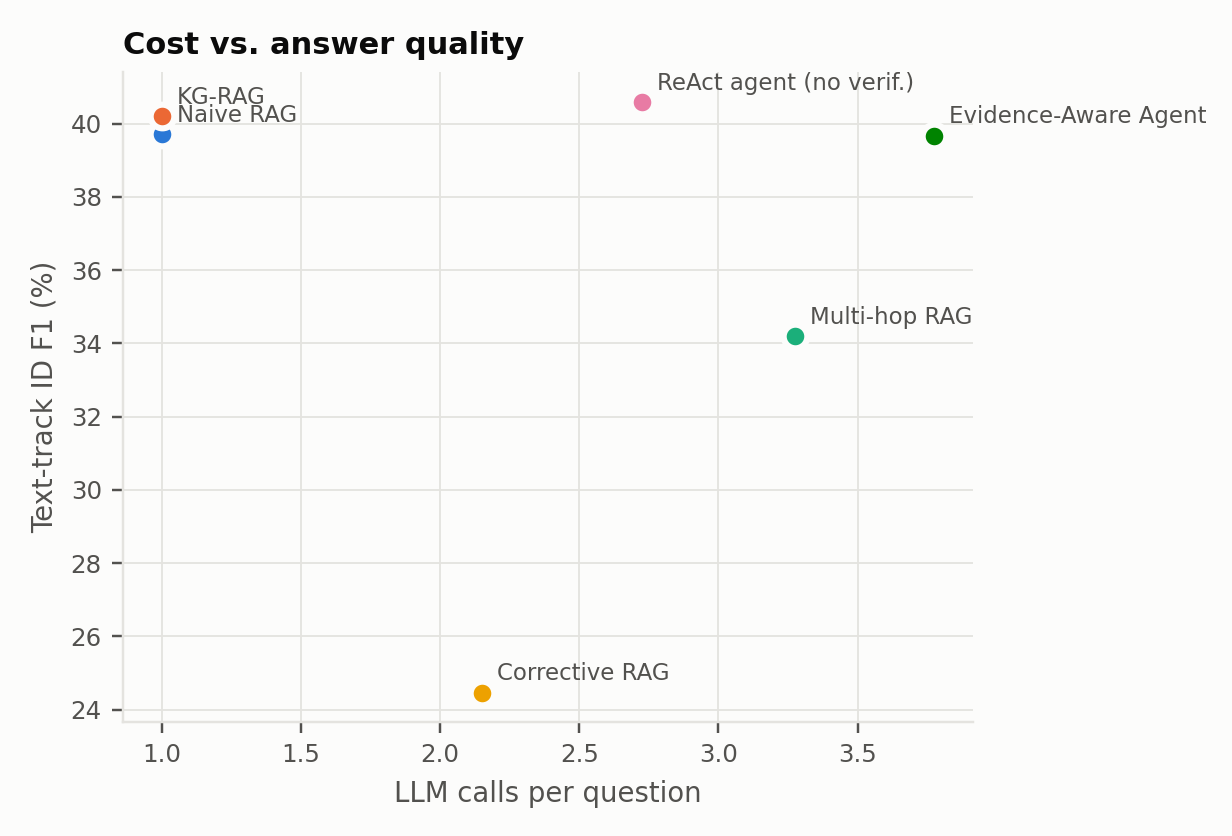 Cost vs. answer quality
KG-RAG
Naive RAG
ReAct agent (no verif.)
Evidence-Aware Agent
Multi-hop RAG
Corrective RAG
Text-track ID F1 (%)
40
38
36
34
32
30
28
26
24
1.0 1.5 2.0 2.5 3.0 3.5
LLM calls per question